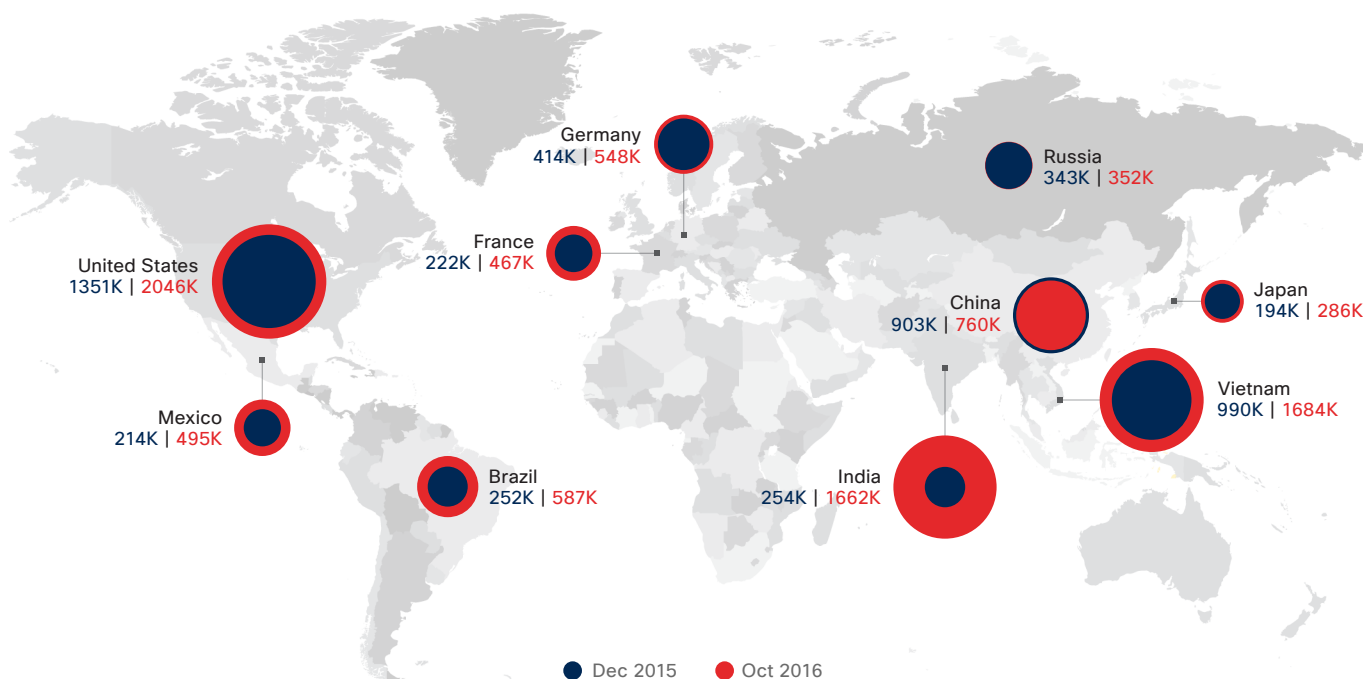 Germany
414K | 548K
Russia
343K | 352K
France
222K | 467K
United States
1351K | 2046K
China
903K | 760K
Japan
194K | 286K
Mexico
214K | 495K
Vietnam
990K | 1684K
Brazil
252K | 587K
India
254K | 1662K
Dec 2015
Oct 2016